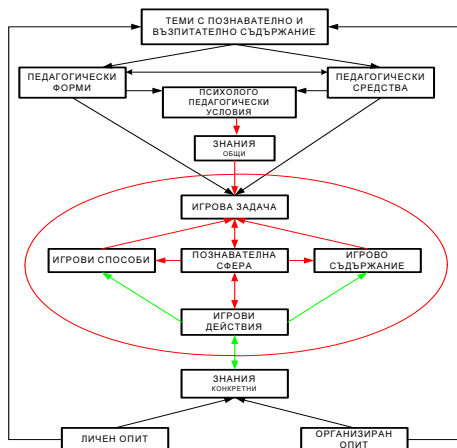 ТЕМИ С ПОЗНАВАТЕЛНО И
ВЪЗПИТАТЕЛНО СЪДЪРЖАНИЕ
ПЕДАГОГИЧЕСКИ
ФОРМИ
ПЕДАГОГИЧЕСКИ
СРЕДСТВА
ПСИХОЛОГО
ПЕДАГОГИЧЕСКИ
УСЛОВИЯ
ЗНАНИЯ
ОБЩИ
ИГРОВА ЗАДАЧА
ИГРОВИ СПОСОБИ
ПОЗНАВАТЕЛНА
СФЕРА
ИГРОВО
СЪДЪРЖАНИЕ
ИГРОВИ
ДЕЙСТВИЯ
ЗНАНИЯ
КОНКРЕТНИ
ЛИЧЕН ОПИТ
ОРГАНИЗИРАН
ОПИТ